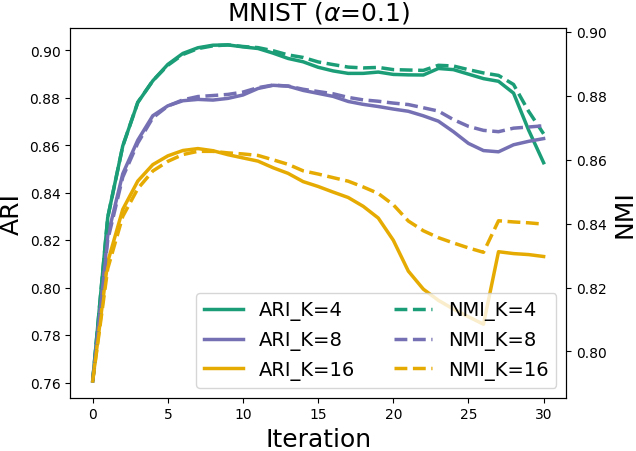 MNIST (α=0.1)
0.90
0.88
0.86
0.84
0.82
0.80
0.78
0.76
ARI
0.90
0.88
0.86
0.84
0.82
0.80
NMI
ARI_K=4
NMI_K=4
ARI_K=8
NMI_K=8
ARI_K=16
NMI_K=16
0 5 10 15 20 25 30
Iteration